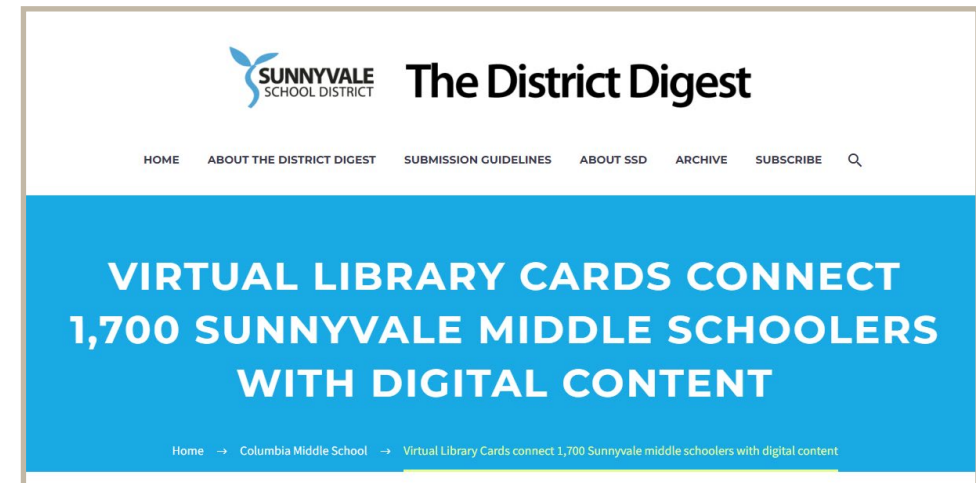 SUNNYVALE
SCHOOL DISTRICT
The District Digest
HOME ABOUT THE DISTRICT DIGEST SUBMISSION GUIDELINES ABOUT SSD ARCHIVE SUBSCRIBE
VIRTUAL LIBRARY CARDS CONNECT
1,700 SUNNYVALE MIDDLE SCHOOLERS
WITH DIGITAL CONTENT
Home → Columbia Middle School → Virtual Library Cards connect 1,700 Sunnyvale middle schoolers with digital content